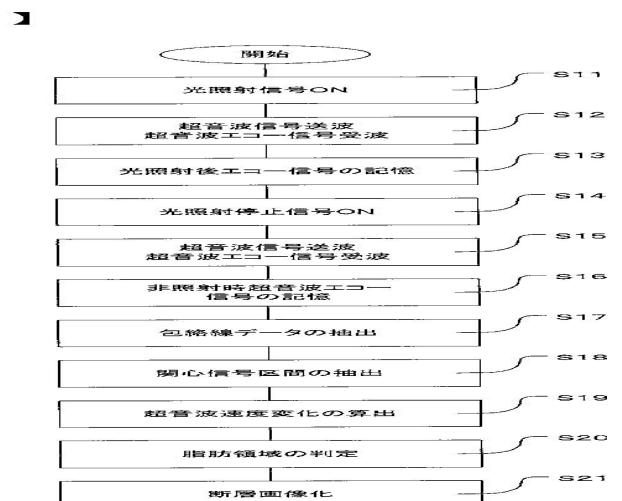 】
開始
光照射信号ON
S11
超音波信号送波
超音波エコー信号受波
S12
光照射後エコー信号の記憶
S13
光照射停止信号ON
S14
超音波信号送波
超音波エコー信号受波
S15
非照射時超音波エコー
信号の記憶
S16
包絡線データの抽出
S17
関心信号区間の抽出
S18
超音波速度変化の算出
S19
脂肪領域の判定
S20
断層画像化
S21